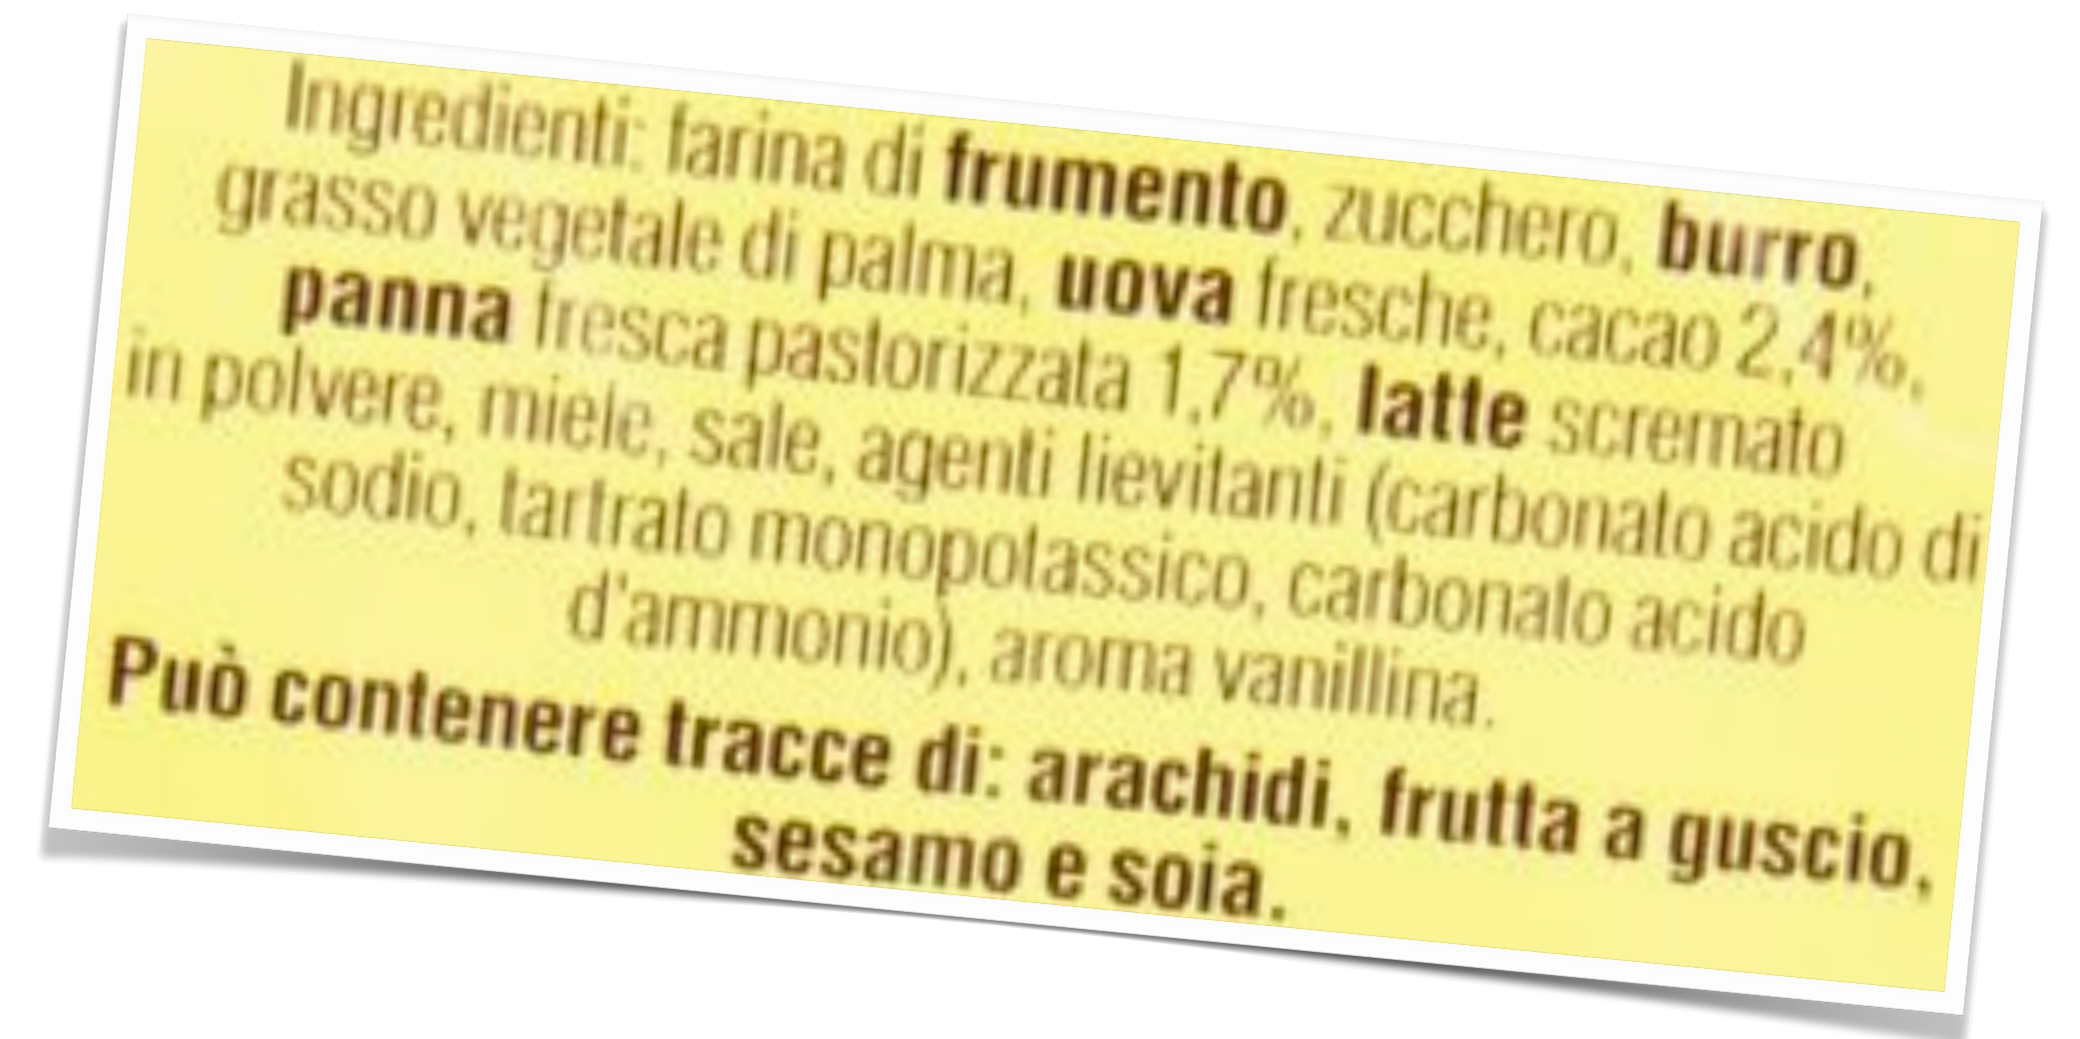 Ingredienti: farina di frumento, zucchero, burro,
grasso vegetale di palma, uova fresche, cacao 2,4%,
panna fresca pastorizzata 1,7%, latte scremato
in polvere, miele, sale, agenti lievitanti (carbonato acido di
sodio, tartrato monopotassico, carbonato acido
d'ammonio), aroma vanillina.
Può contenere tracce di: arachidi, frutta a guscio,
sesamo e soia.